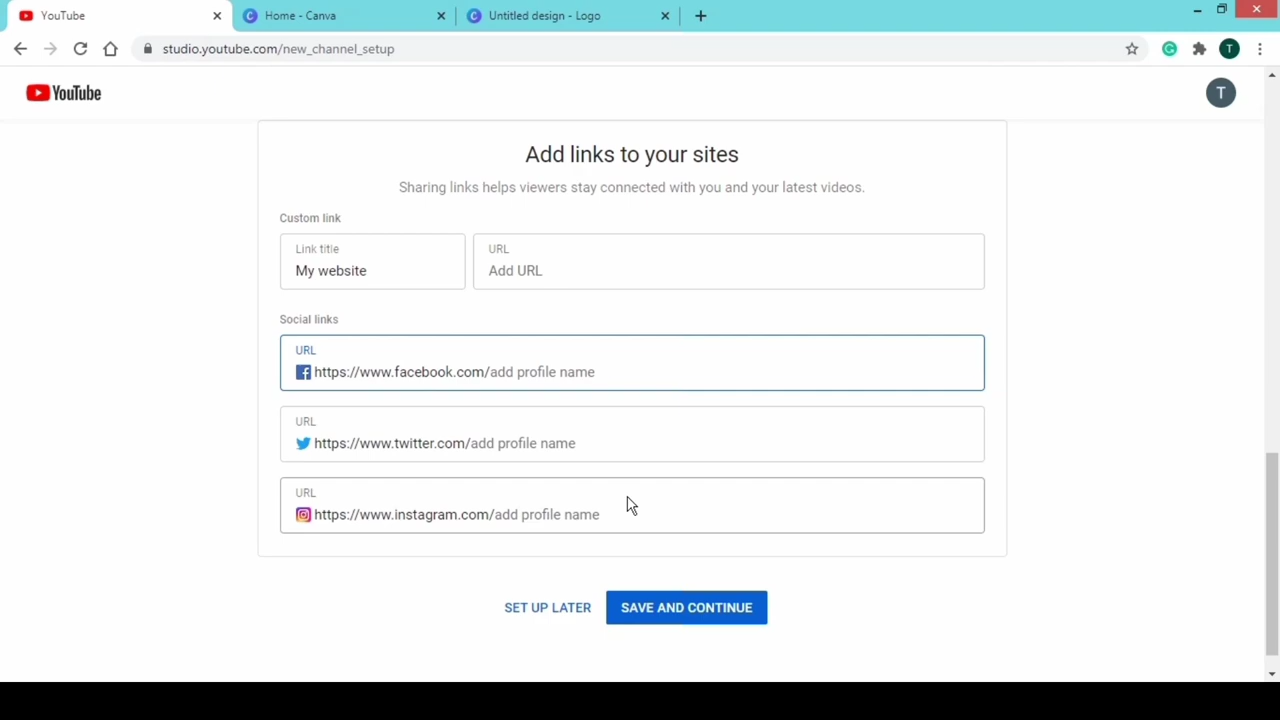 YouTube
Home - Canva
Untitled design - Logo
studio.youtube.com/new_channel_setup
T
YouTube
T
Add links to your sites
Sharing links helps viewers stay connected with you and your latest videos.
Custom link
Link title
My website
URL
Add URL
Social links
URL
https://www.facebook.com/add profile name
URL
https://www.twitter.com/add profile name
URL
https://www.instagram.com/add profile name
SET UP LATER
SAVE AND CONTINUE